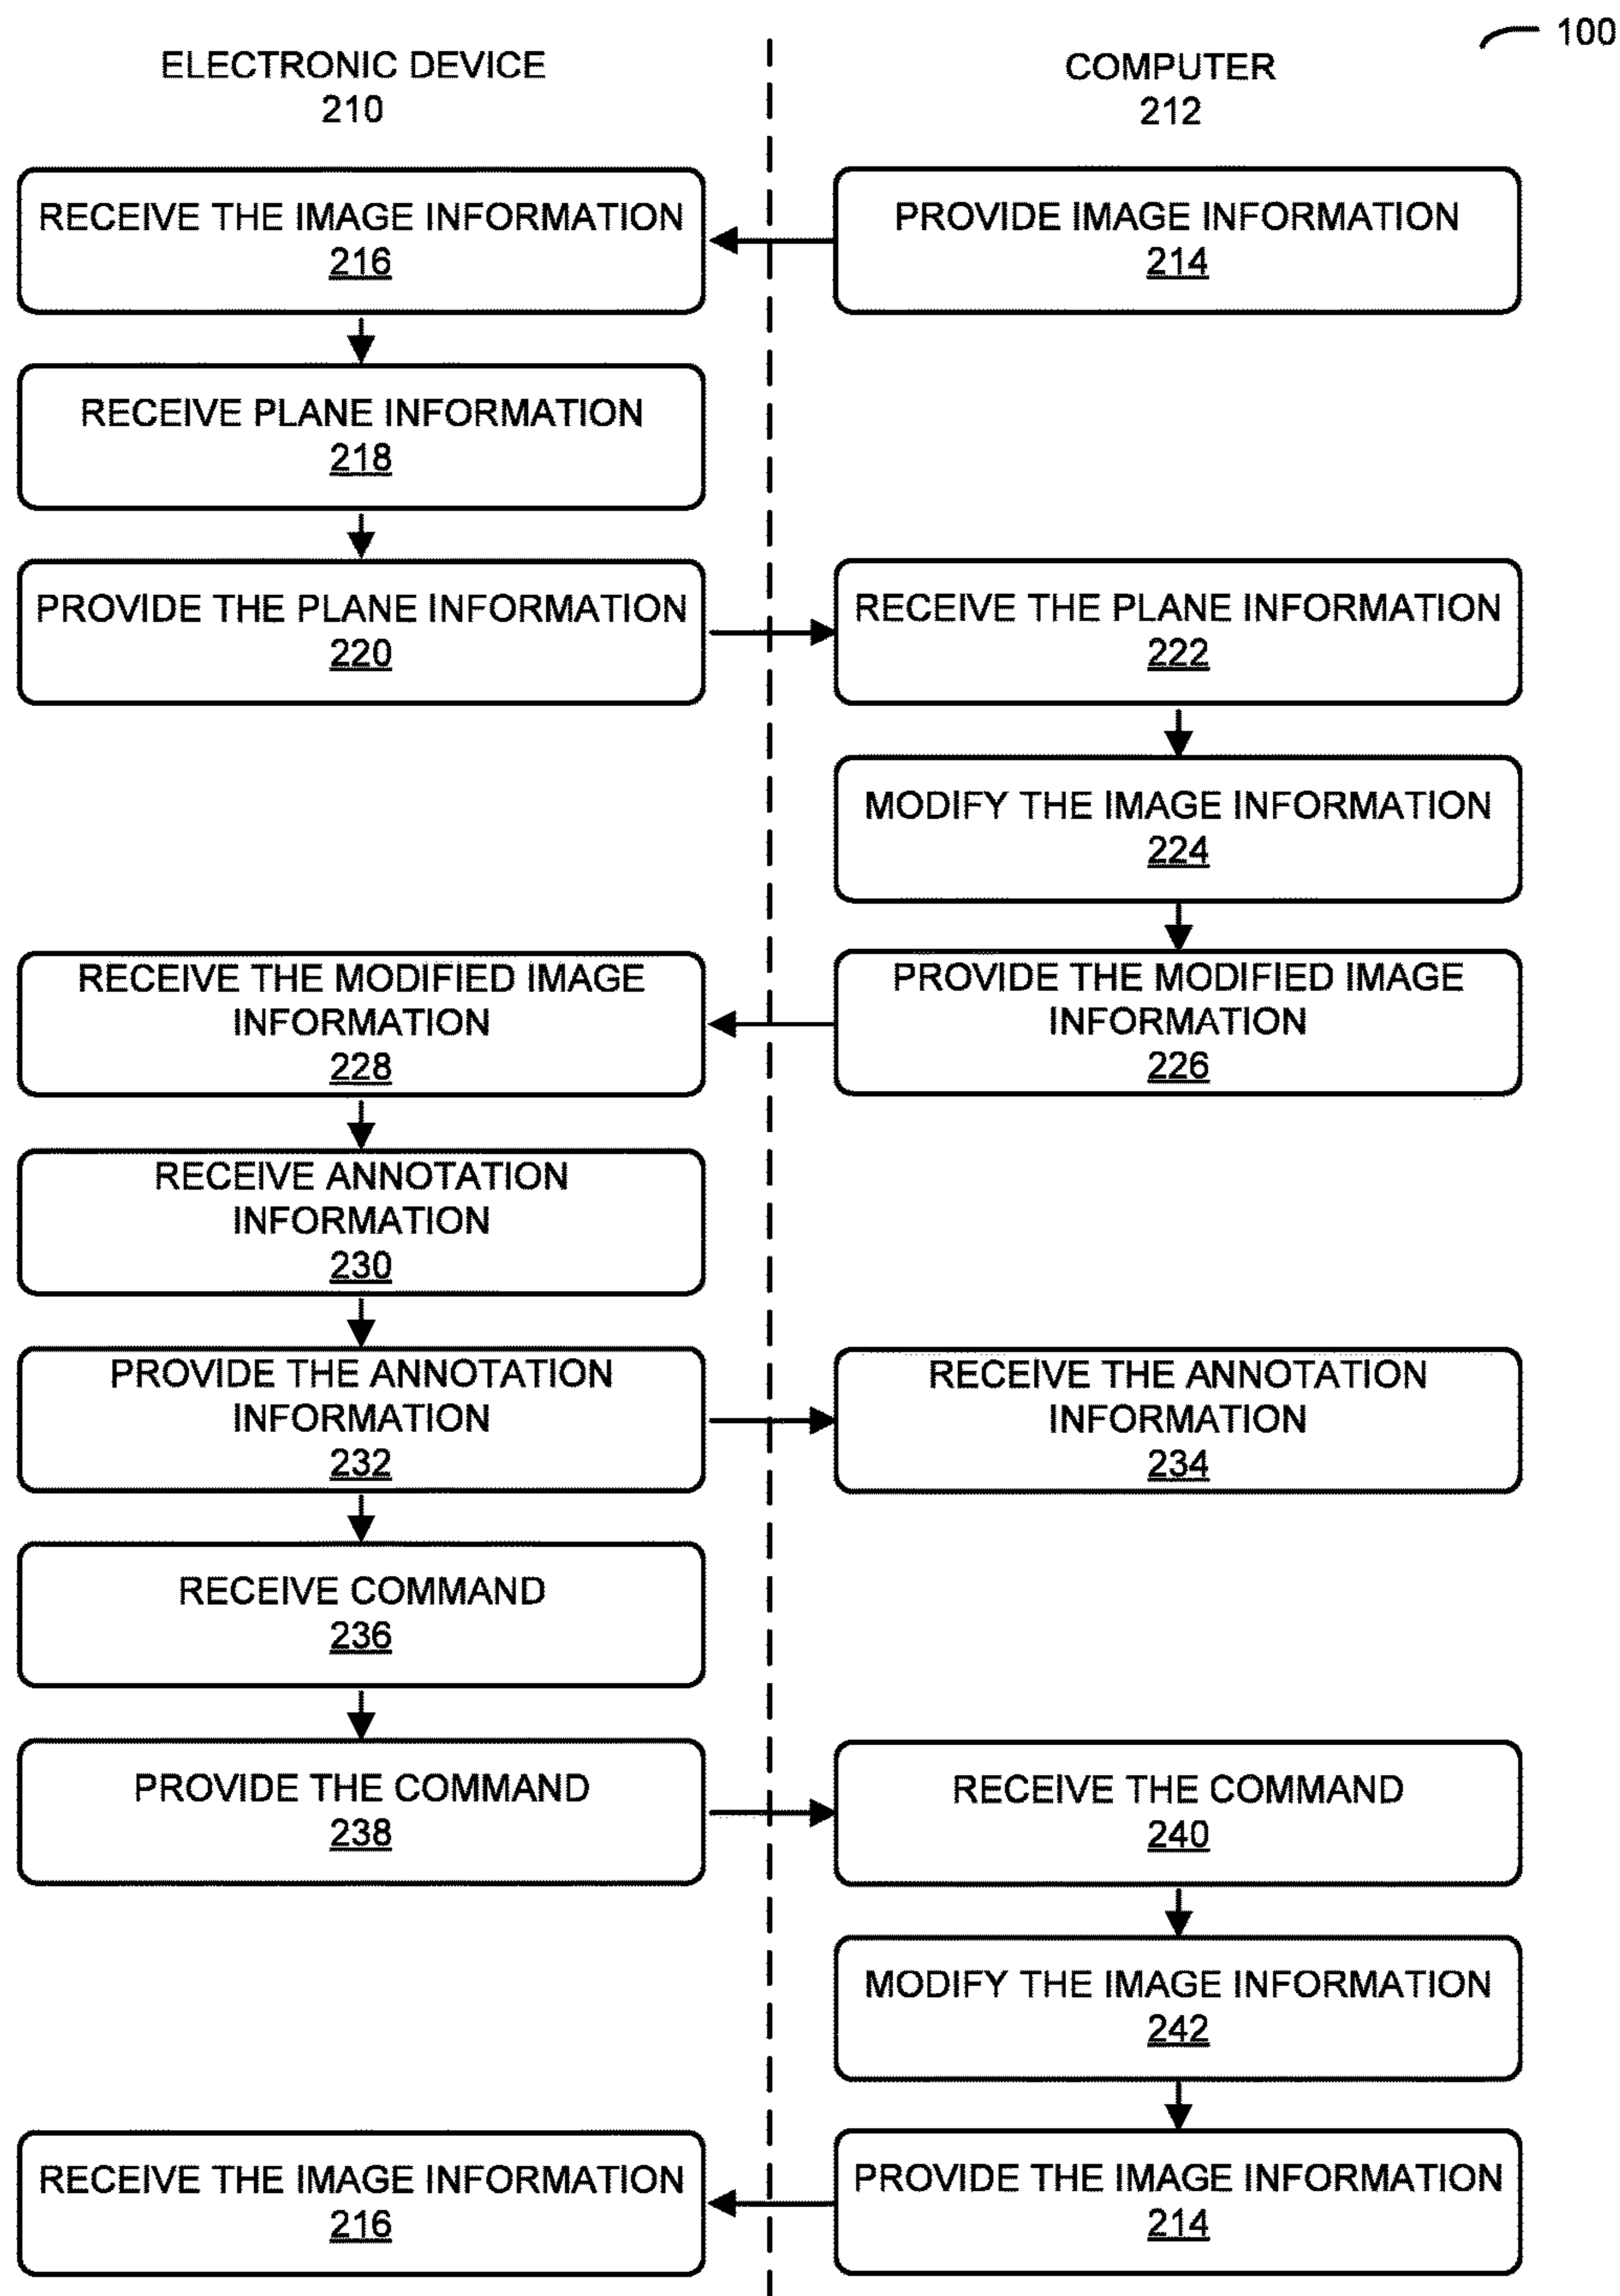 100
ELECTRONIC DEVICE
210
COMPUTER
212
RECEIVE THE IMAGE INFORMATION
216
PROVIDE IMAGE INFORMATION
214
RECEIVE PLANE INFORMATION
218
PROVIDE THE PLANE INFORMATION
220
RECEIVE THE PLANE INFORMATION
222
MODIFY THE IMAGE INFORMATION
224
RECEIVE THE MODIFIED IMAGE
INFORMATION
228
PROVIDE THE MODIFIED IMAGE
INFORMATION
226
RECEIVE ANNOTATION
INFORMATION
230
PROVIDE THE ANNOTATION
INFORMATION
232
RECEIVE THE ANNOTATION
INFORMATION
234
RECEIVE COMMAND
236
PROVIDE THE COMMAND
238
RECEIVE THE COMMAND
240
MODIFY THE IMAGE INFORMATION
242
RECEIVE THE IMAGE INFORMATION
216
PROVIDE THE IMAGE INFORMATION
214